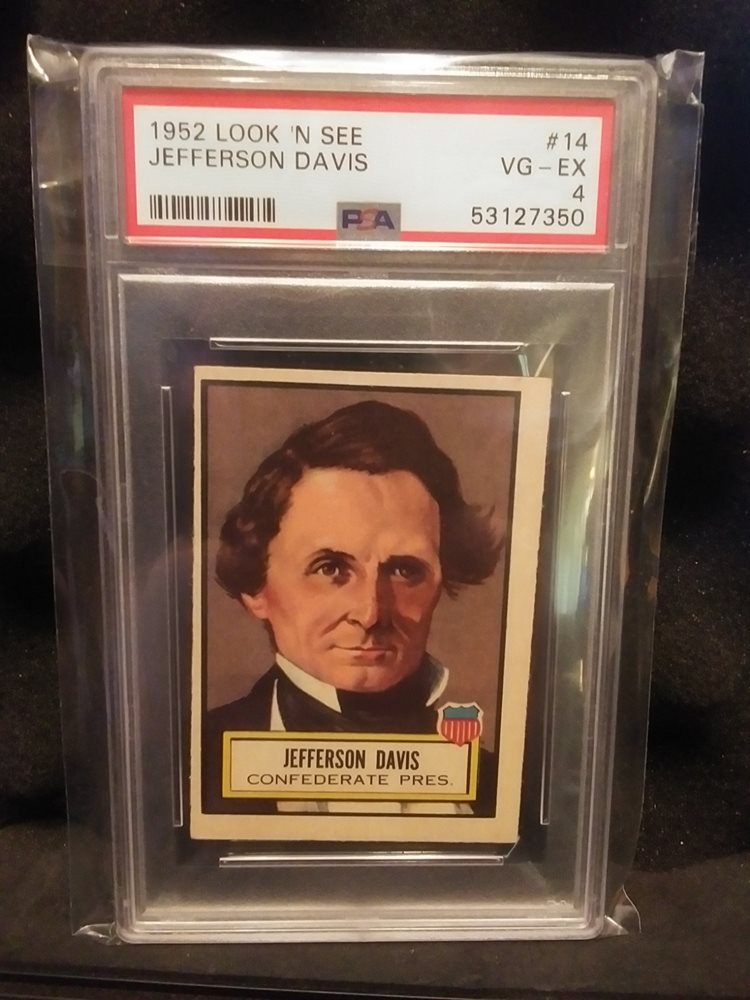 1952 LOOK 'N SEE
JEFFERSON DAVIS
#14
VG-EX
4
PSA
53127350
JEFFERSON DAVIS
CONFEDERATE PRES.